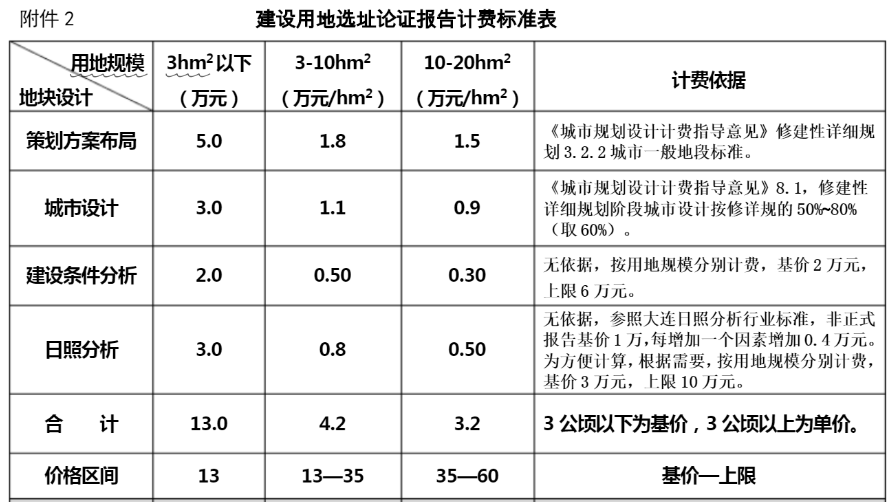 附件 2
建设用地选址论证报告计费标准表
用地规模
地块设计
3hm²以下
（万元）
3-10hm²
（万元/hm²）
10-20hm²
（万元/hm²）
计费依据
策划方案布局
5.0
1.8
1.5
《城市规划设计计费指导意见》修建性详细规
划 3.2.2 城市一般地段标准。
城市设计
3.0
1.1
0.9
《城市规划设计计费指导意见》8.1，修建性
详细规划阶段城市设计按修详规的 50%~80%
（取 60%）。
建设条件分析
2.0
0.50
0.30
无依据，按用地规模分别计费，基价 2 万元，
上限 6 万元。
日照分析
3.0
0.8
0.50
无依据，参照大连日照分析行业标准，非正式
报告基价 1 万，每增加一个因素增加 0.4 万元。
为方便计算，根据需要，按用地规模分别计费，
基价 3 万元，上限 10 万元。
合 计
13.0
4.2
3.2
3 公顷以下为基价，3 公顷以上为单价。
价格区间
13
13—35
35—60
基价—上限